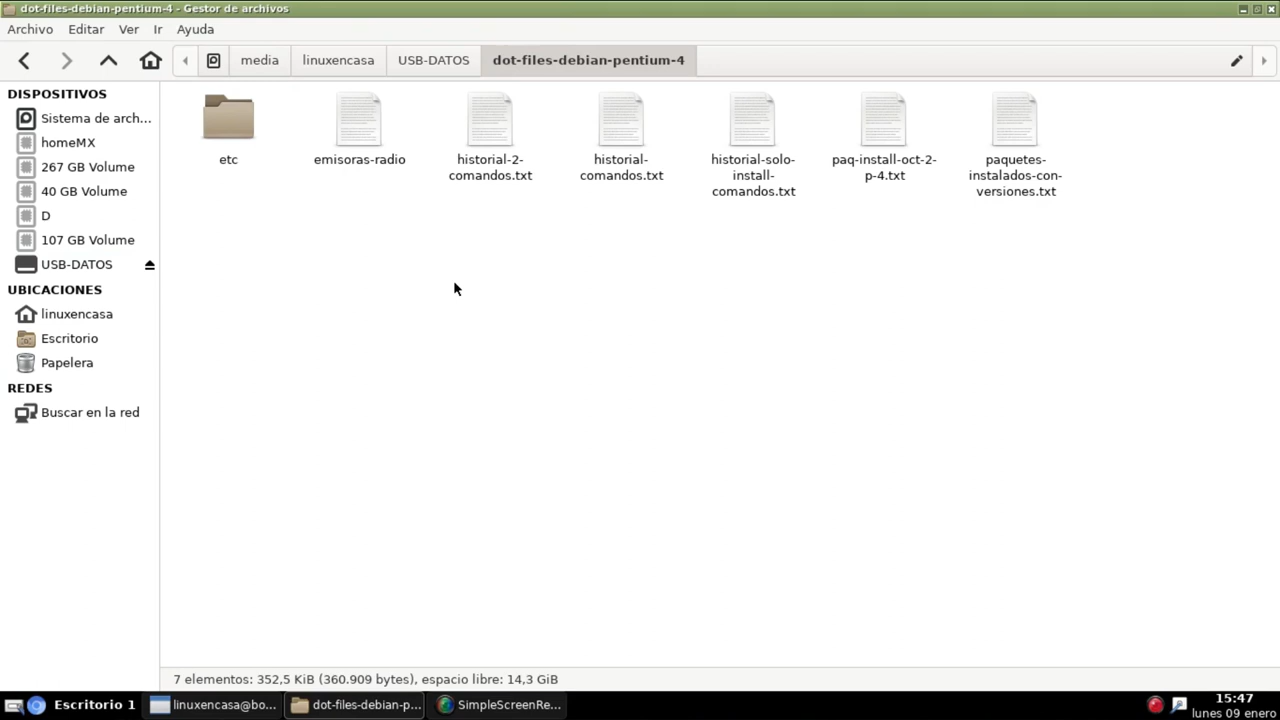 dot-files-debian-pentium-4 - Gestor de archivos
Archivo Editar Ver Ir Ayuda
media linuxencasa USB-DATOS dot-files-debian-pentium-4
DISPOSITIVOS
Sistema de arch...
homeMX
267 GB Volume
40 GB Volume
D
107 GB Volume
USB-DATOS
UBICACIONES
linuxencasa
Escritorio
Papelera
REDES
Buscar en la red
etc
emisoras-radio
historial-2-
comandos.txt
historial-
comandos.txt
historial-solo-
install-
comandos.txt
paq-install-oct-2-
p-4.txt
paquetes-
instalados-con-
versiones.txt
7 elementos: 352,5 KiB (360.909 bytes), espacio libre: 14,3 GiB
Escritorio 1
linuxencasa@bo...
dot-files-debian-p...
SimpleScreenRe...
15:47
lunes 09 enero